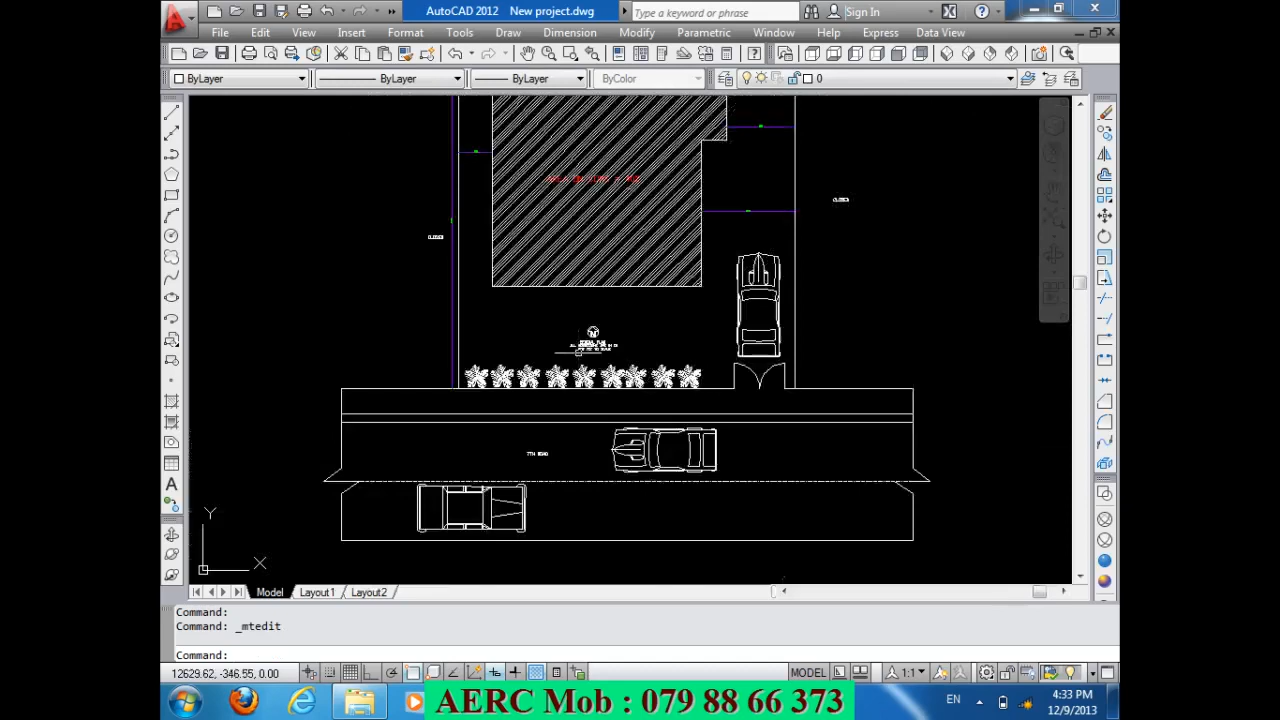 AutoCAD 2012 New project.dwg
Type a keyword or phrase
Sign In
File Edit View Insert Format Tools Draw Dimension Modify Parametric Window Help Express Data View
ByLayer ByLayer ByLayer ByColor 0
7TH ROAD
Y
X
Model Layout1 Layout2
Command:
Command: _mtedit
Command:
12629.62, -346.55, 0.00 MODEL 1:1
AERC Mob : 079 88 66 373
EN
4:33 PM
12/9/2013